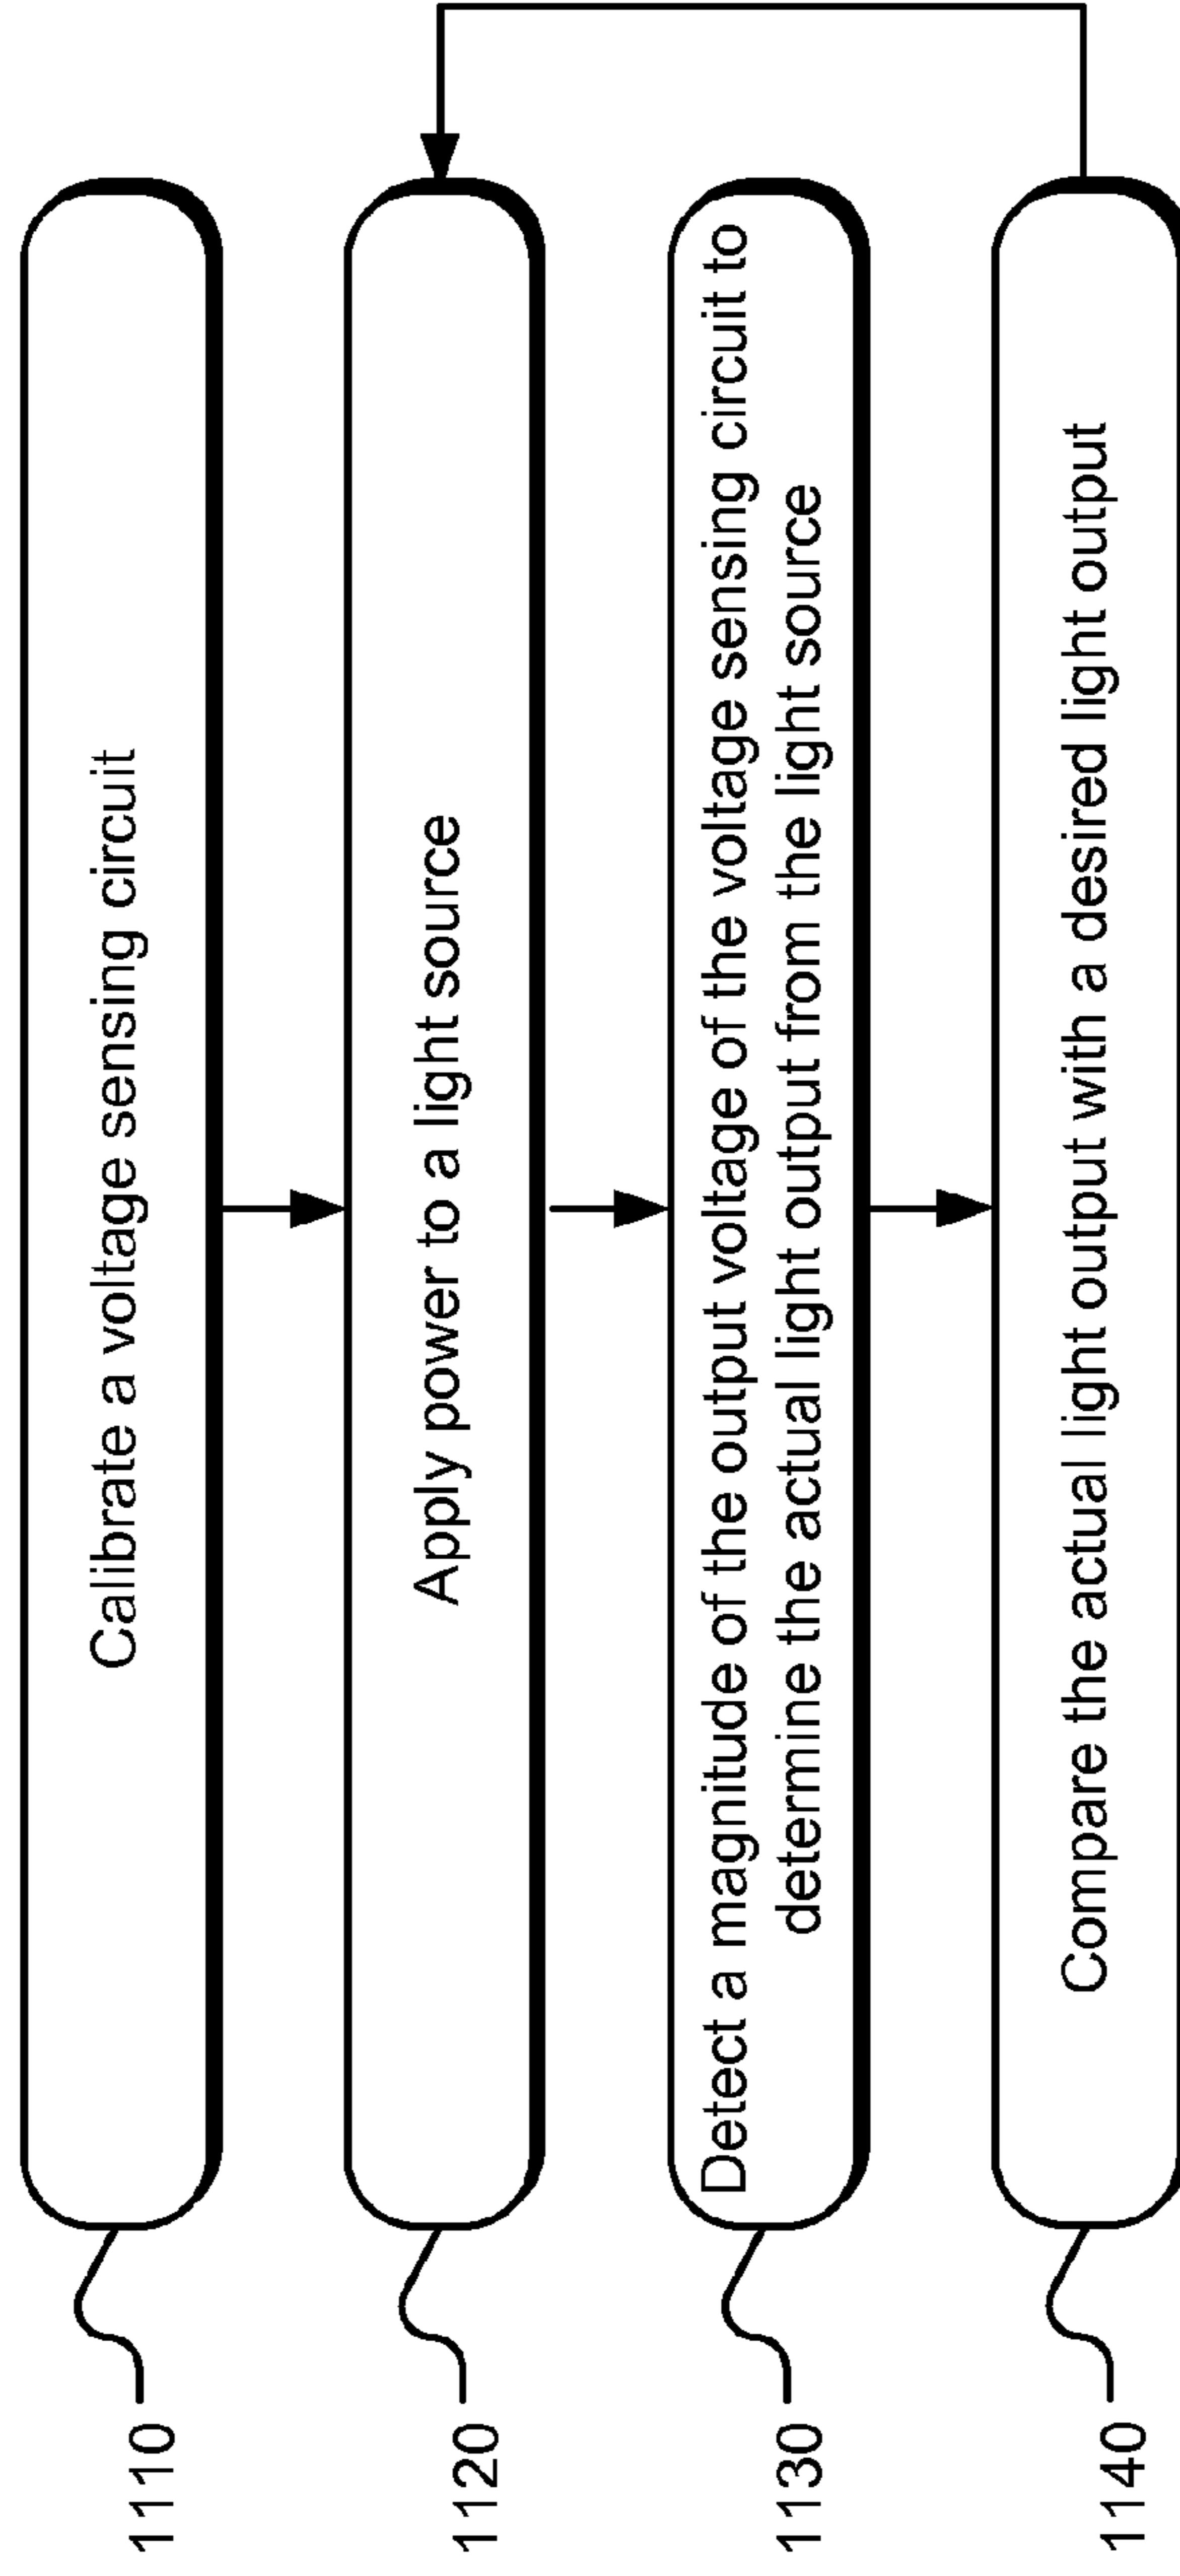 1110
Calibrate a voltage sensing circuit
1120
Apply power to a light source
1130
Detect a magnitude of the output voltage of the voltage sensing circuit to
determine the actual light output from the light source
1140
Compare the actual light output with a desired light output